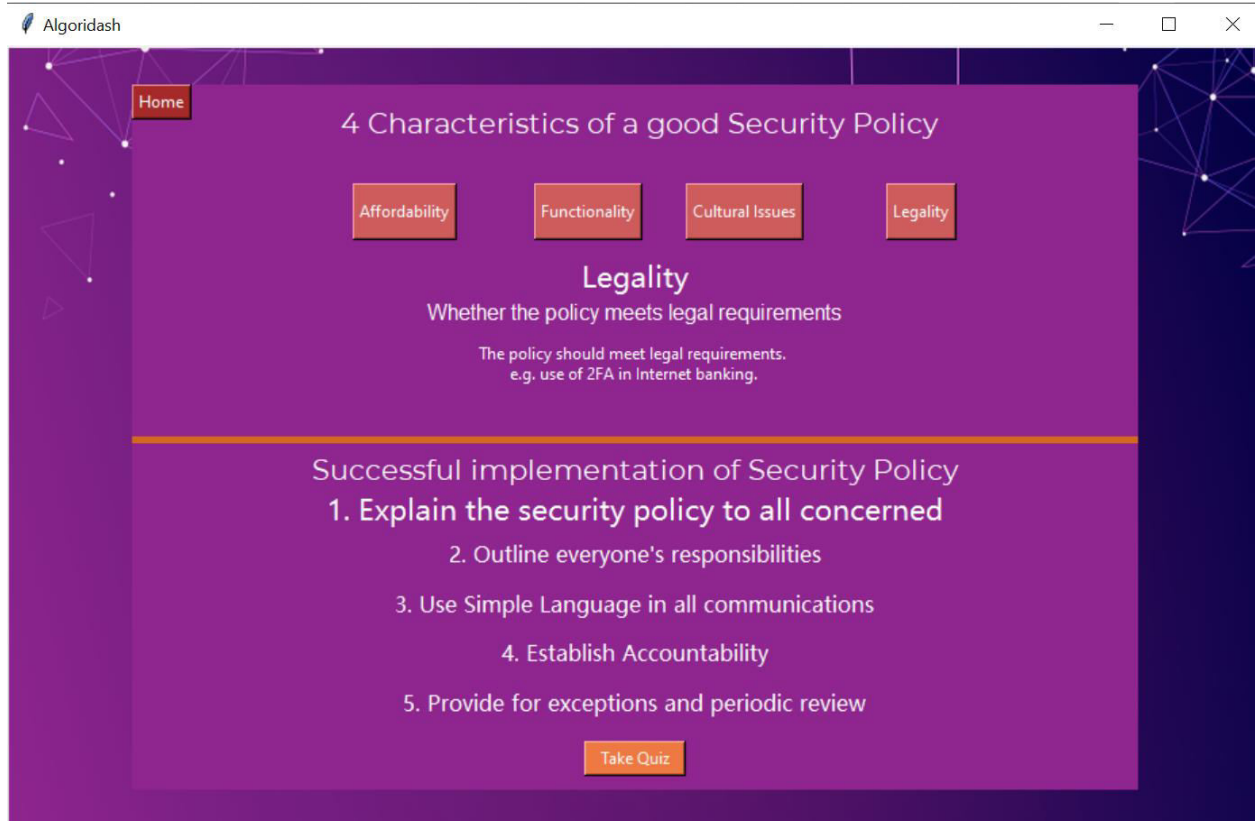 Algoridash
Home
4 Characteristics of a good Security Policy
Affordability
Functionality
Cultural Issues
Legality
Legality
Whether the policy meets legal requirements
The policy should meet legal requirements.
e.g. use of 2FA in Internet banking.
Successful implementation of Security Policy
1. Explain the security policy to all concerned
2. Outline everyone's responsibilities
3. Use Simple Language in all communications
4. Establish Accountability
5. Provide for exceptions and periodic review
Take Quiz